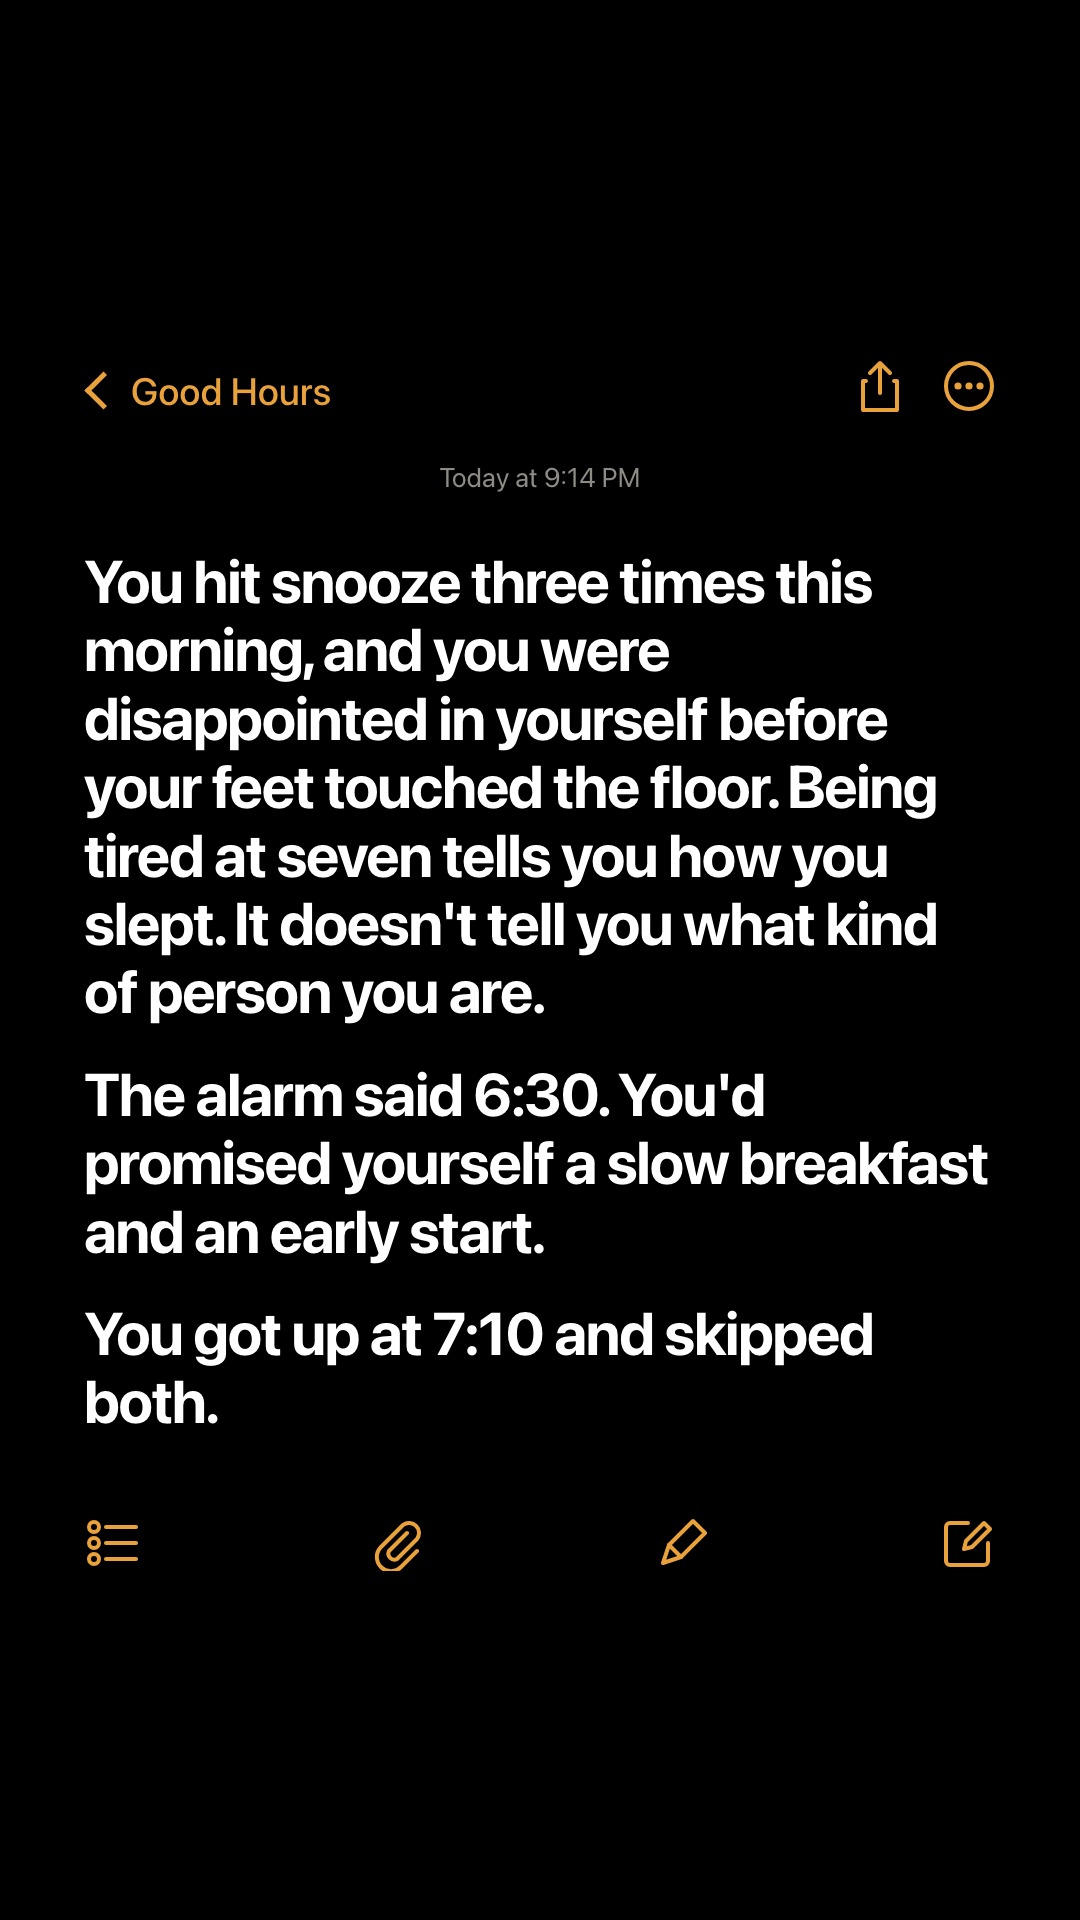 Good Hours
Today at 9:14 PM
You hit snooze three times this
morning, and you were
disappointed in yourself before
your feet touched the floor. Being
tired at seven tells you how you
slept. It doesn't tell you what kind
of person you are.
The alarm said 6:30. You'd
promised yourself a slow breakfast
and an early start.
You got up at 7:10 and skipped
both.